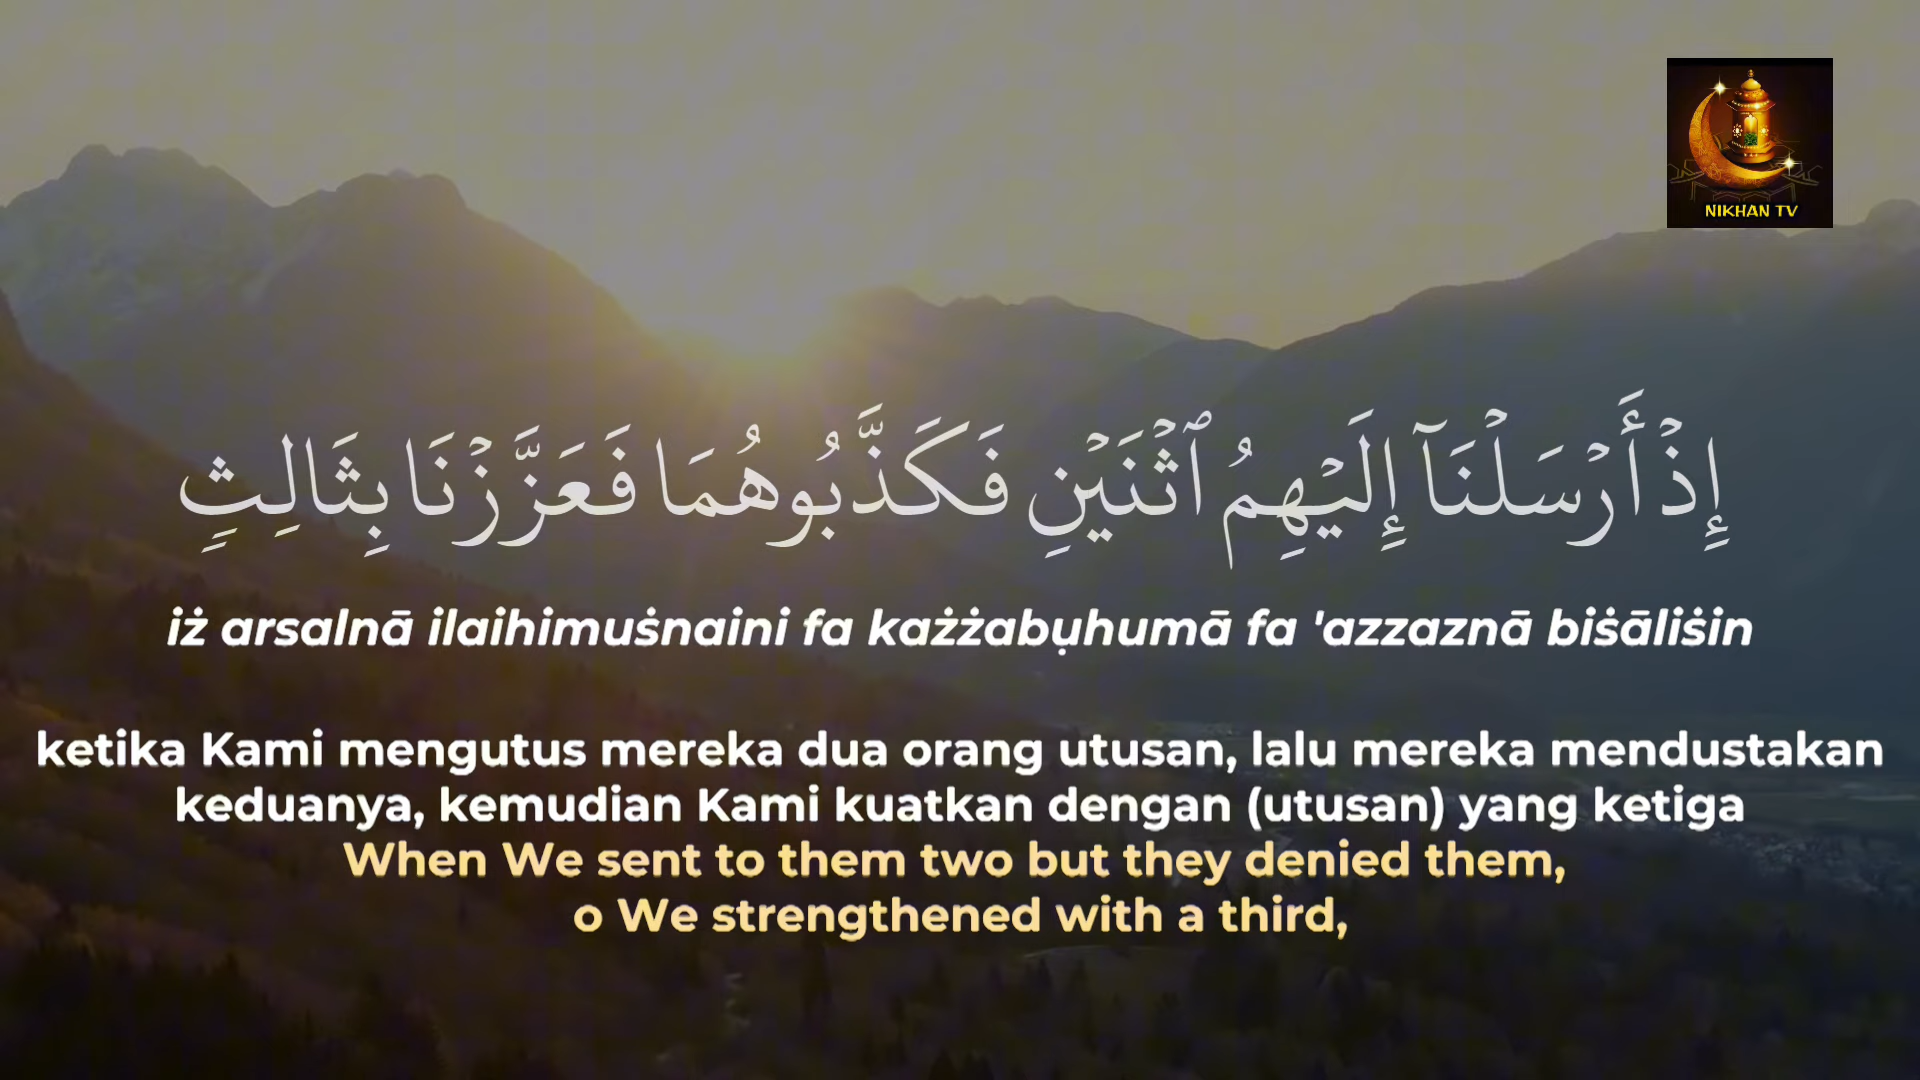 NIKHAN TV
إِذْ أَرْسَلْنَآ إِلَيْهِمُ ٱثْنَيْنِ فَكَذَّبُوهُمَا فَعَزَّزْنَا بِثَالِثٍ
iż arsalnā ilaihimuṡnaini fa każżabụhumā fa 'azzaznā biṡāliṡin
ketika Kami mengutus mereka dua orang utusan, lalu mereka mendustakan
keduanya, kemudian Kami kuatkan dengan (utusan) yang ketiga
When We sent to them two but they denied them,
o We strengthened with a third,